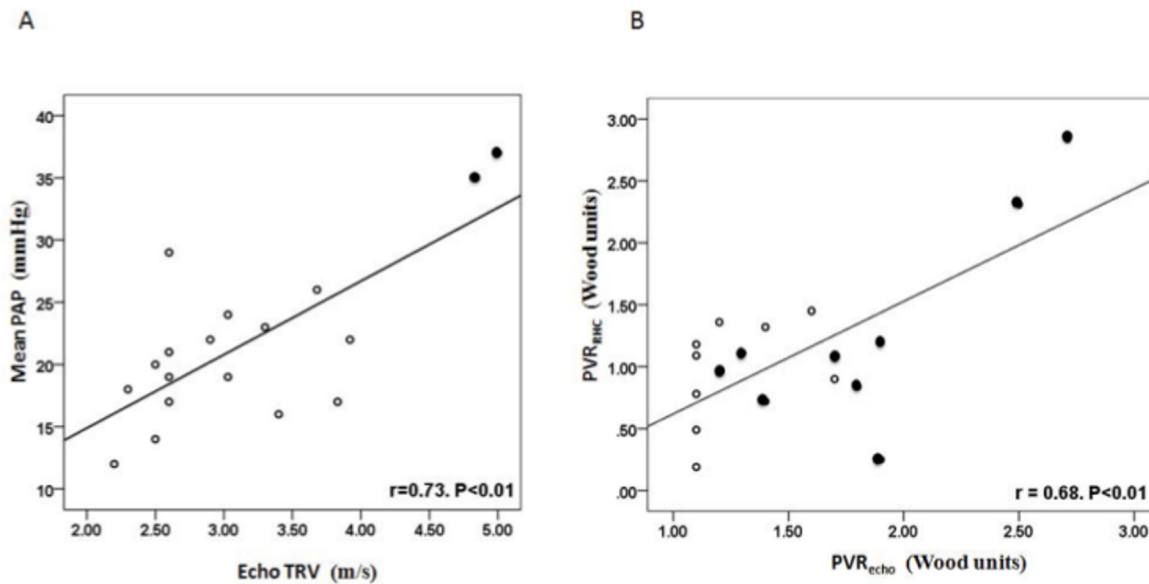 A
B
Mean PAP (mmHg)
40
35
30
25
20
15
10
r=0.73. P<0.01
2.00 2.50 3.00 3.50 4.00 4.50 5.00
Echo TRV (m/s)
PVRRHC (Wood units)
3.00
2.50
2.00
1.50
1.00
.50
.00
r = 0.68. P<0.01
1.00 1.50 2.00 2.50 3.00
PVRecho (Wood units)